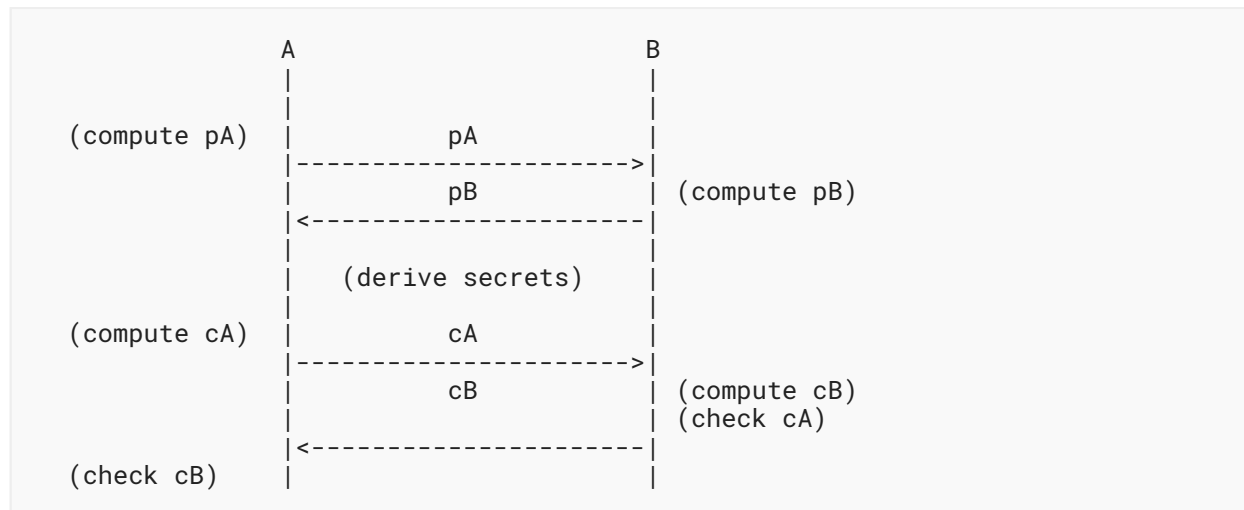 A                             B
|                             |
|                             |
(compute pA)  |             pA              |
|---------------------------->|
|             pB              | (compute pB)
|<----------------------------|
|                             |
|    (derive secrets)         |
|                             |
(compute cA)  |             cA              |
|---------------------------->|
|             cB              | (compute cB)
|                             | (check cA)
|<----------------------------|
(check cB)    |                             |